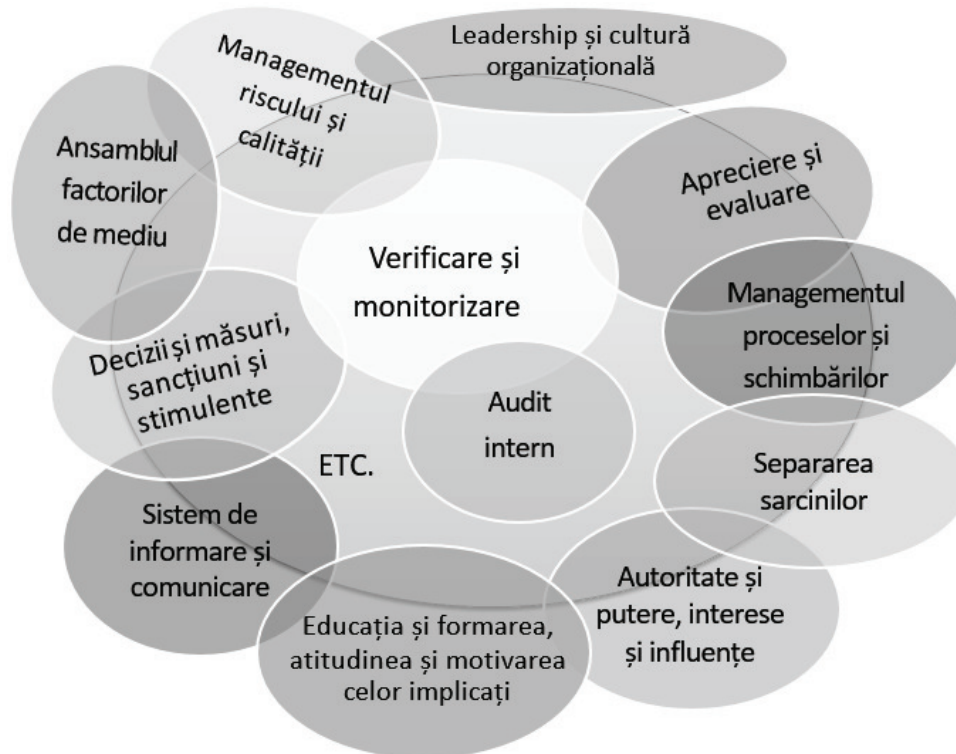 Leadership și cultură
organizațională
Managementul
riscului și
calității
Ansamblul
factorilor
de mediu
Apreciere și
evaluare
Verificare și
monitorizare
Managementul
proceselor și
schimbărilor
Decizii și măsuri,
sancțiuni și
stimulente
Audit
intern
ETC.
Separarea
sarcinilor
Sistem de
informare și
comunicare
Autoritate și
putere, interese
și influențe
Educația și formarea,
atitudinea și motivarea
celor implicați